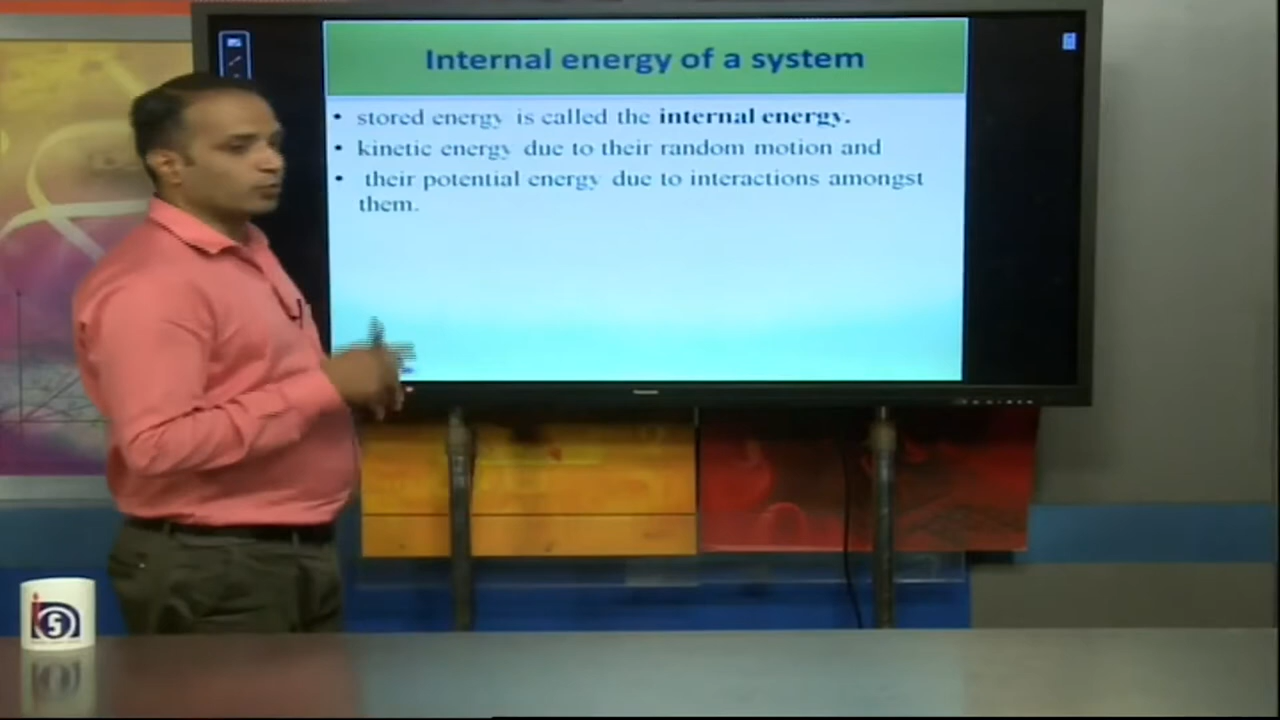 Internal energy of a system
• stored energy is called the internal energy.
• kinetic energy due to their random motion and
• their potential energy due to interactions amongst
them.
5